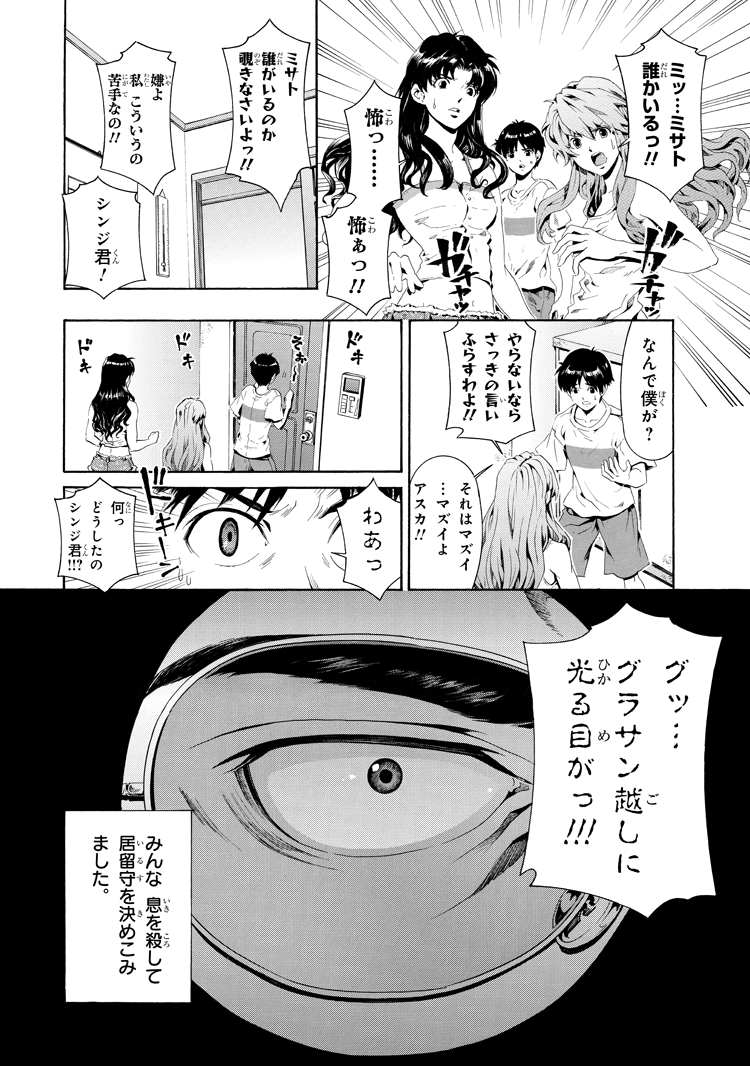 ミッ…ミサト
誰かいるっ!!
ガチャッ
ガチャッ
怖っ……
怖ぁっ!!
ミサト
誰がいるのか
覗きなさいよっ!!
嫌よ
私 こういうの
苦手なの!!
シンジ君!
なんで僕が?
やらないなら
さっきの言い
ふらすわよ!!
それはマズイ
…マズイよ
アスカ!!
そぉ〜
ドキ
ドキ
わあっ
ドキーン
何っ
どうしたの
シンジ君!!!?
グッ…
グラサン越しに
光る目がっ!!!
みんな 息を殺して
居留守を決めこみ
ました。